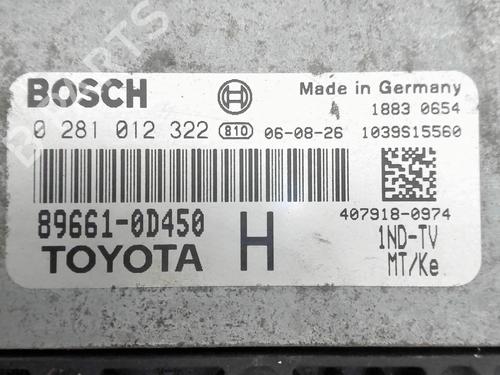 BOSCH
Made in Germany
1883 0654
0 281 012 322 810 06-08-26 1039S15560
407918-0974
89661-0D450
TOYOTA H
1ND-TV
MT/Ke